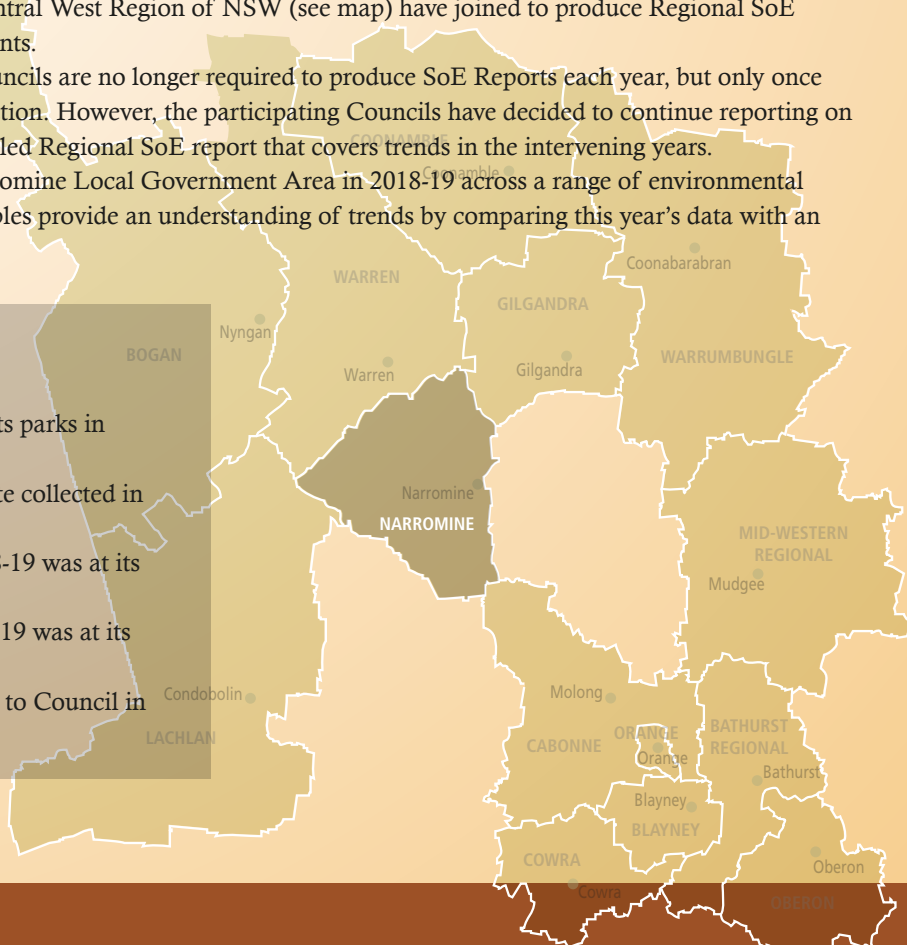 ntral West Region of NSW (see map) have joined to produce Regional SoE
nts.
uncils are no longer required to produce SoE Reports each year, but only once
tion. However, the participating Councils have decided to continue reporting on
led Regional SoE report that covers trends in the intervening years.
omine Local Government Area in 2018-19 across a range of environmental
bles provide an understanding of trends by comparing this year's data with an
COONAMBLE
Coonamble
Coonabarabran
WARREN
GILGANDRA
Nyngan
BOGAN
WARRUMBUNGLE
Gilgandra
Warren
ts parks in
te collected in
Narromine
NARROMINE
MID-WESTERN
REGIONAL
-19 was at its
Mudgee
19 was at its
to Council in
Condobolin
Molong
LACHLAN
CABONNE
ORANGE
Orange
BATHURST
REGIONAL
Bathurst
Blayney
BLAYNEY
COWRA
Cowra
Oberon
OBERON